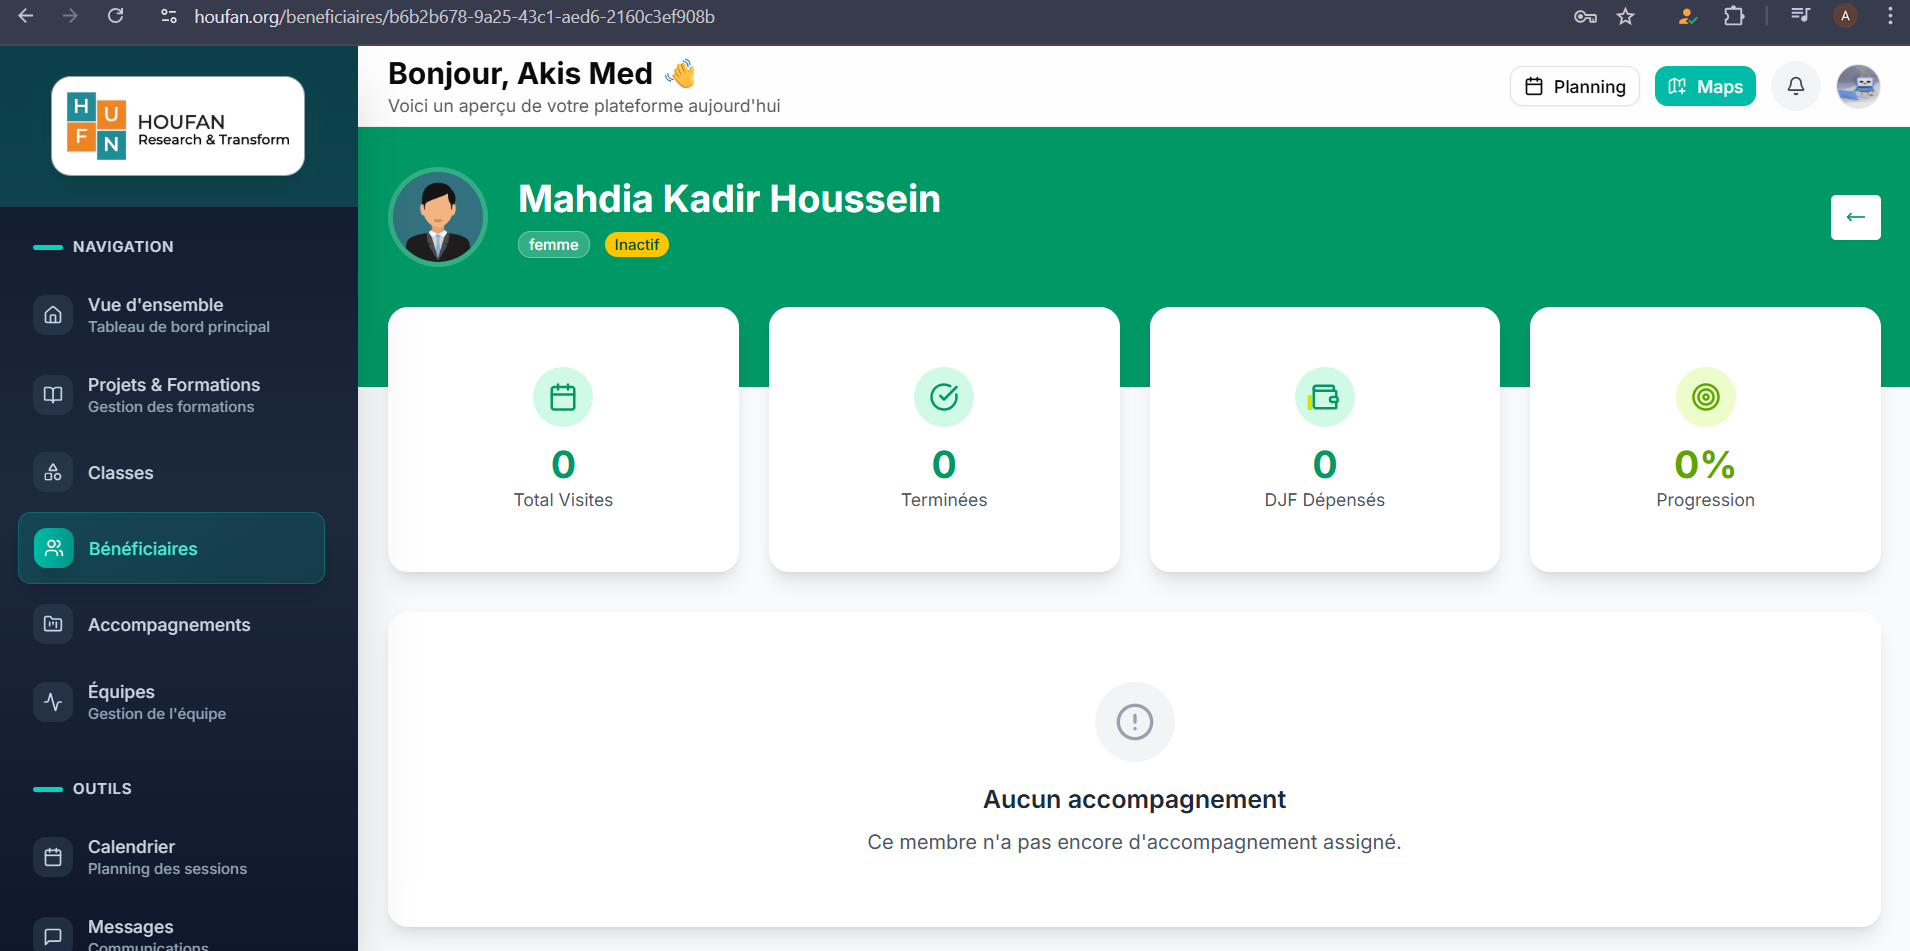 houfan.org/beneficiaires/b6b2b678-9a25-43c1-aed6-2160c3ef908b
A
H U
F N
HOUFAN
Research & Transform
Bonjour, Akis Med 👋
Voici un aperçu de votre plateforme aujourd'hui
Planning
Maps
NAVIGATION
Vue d'ensemble
Tableau de bord principal
Projets & Formations
Gestion des formations
Classes
Bénéficiaires
Accompagnements
Équipes
Gestion de l'équipe
OUTILS
Calendrier
Planning des sessions
Messages
Communications
Mahdia Kadir Houssein
femme
Inactif
0
Total Visites
0
Terminées
0
DJF Dépensés
0%
Progression
Aucun accompagnement
Ce membre n'a pas encore d'accompagnement assigné.